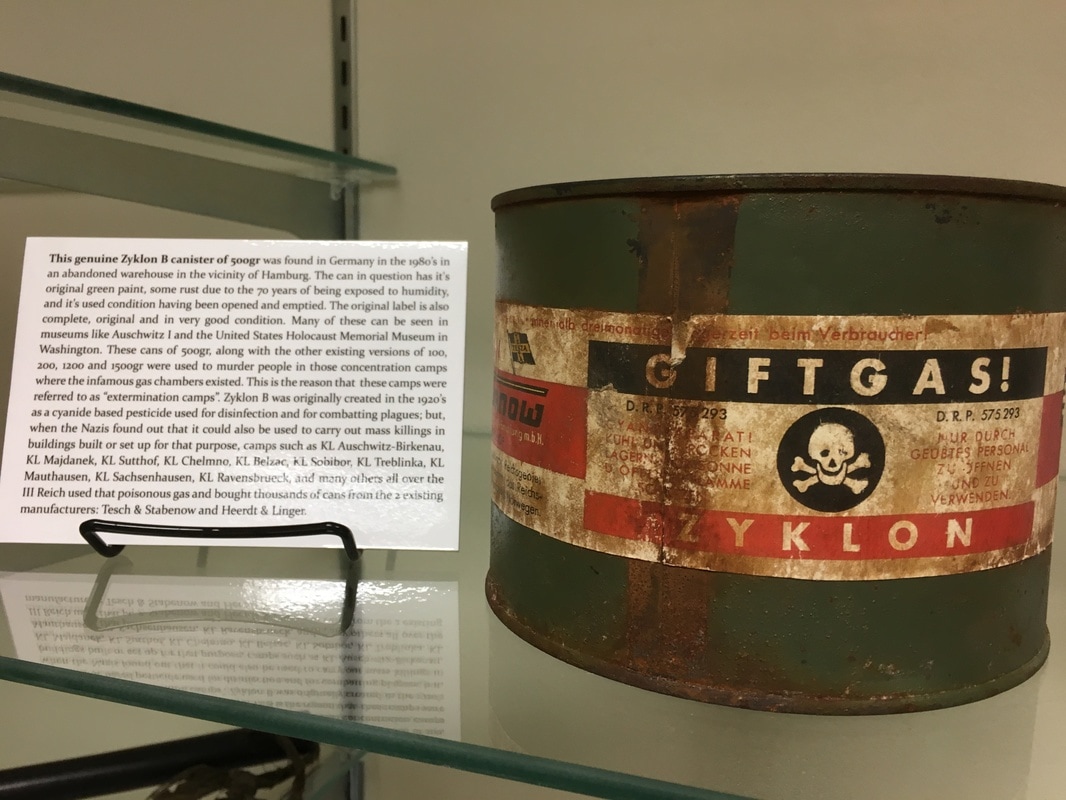 This genuine Zyklon B canister of 500gr was found in Germany in the 1980's in
an abandoned warehouse in the vicinity of Hamburg. The can in question has it's
original green paint, some rust due to the 70 years of being exposed to humidity,
and it's used condition having been opened and emptied. The original label is also
complete, original and in very good condition. Many of these can be seen in
museums like Auschwitz I and the United States Holocaust Memorial Museum in
Washington. These cans of 500gr, along with the other existing versions of 100,
200, 1200 and 1500gr were used to murder people in those concentration camps
where the infamous gas chambers existed. This is the reason that these camps were
referred to as "extermination camps". Zyklon B was originally created in the 1920's
as a cyanide based pesticide used for disinfection and for combatting plagues; but,
when the Nazis found out that it could also be used to carry out mass killings in
buildings built or set up for that purpose, camps such as KL Auschwitz-Birkenau,
KL Majdanek, KL Sutthof, KL Chelmno, KL Belzac, KL Sobibor, KL Treblinka, KL
Mauthausen, KL Sachsenhausen, KL Ravensbrueck, and many others all over the
III Reich used that poisonous gas and bought thousands of cans from the 2 existing
manufacturers: Tesch & Stabenow and Heerdt & Linger.
dreimonatige beim Verbraucher!
GIFTGAS!
D. R. P. 575 293
D. R. P. 575 293
NUR DURCH
GEÜBTES PERSONAL
ZU ÖFFNEN
UND ZU
VERWENDEN.
ZYKLON